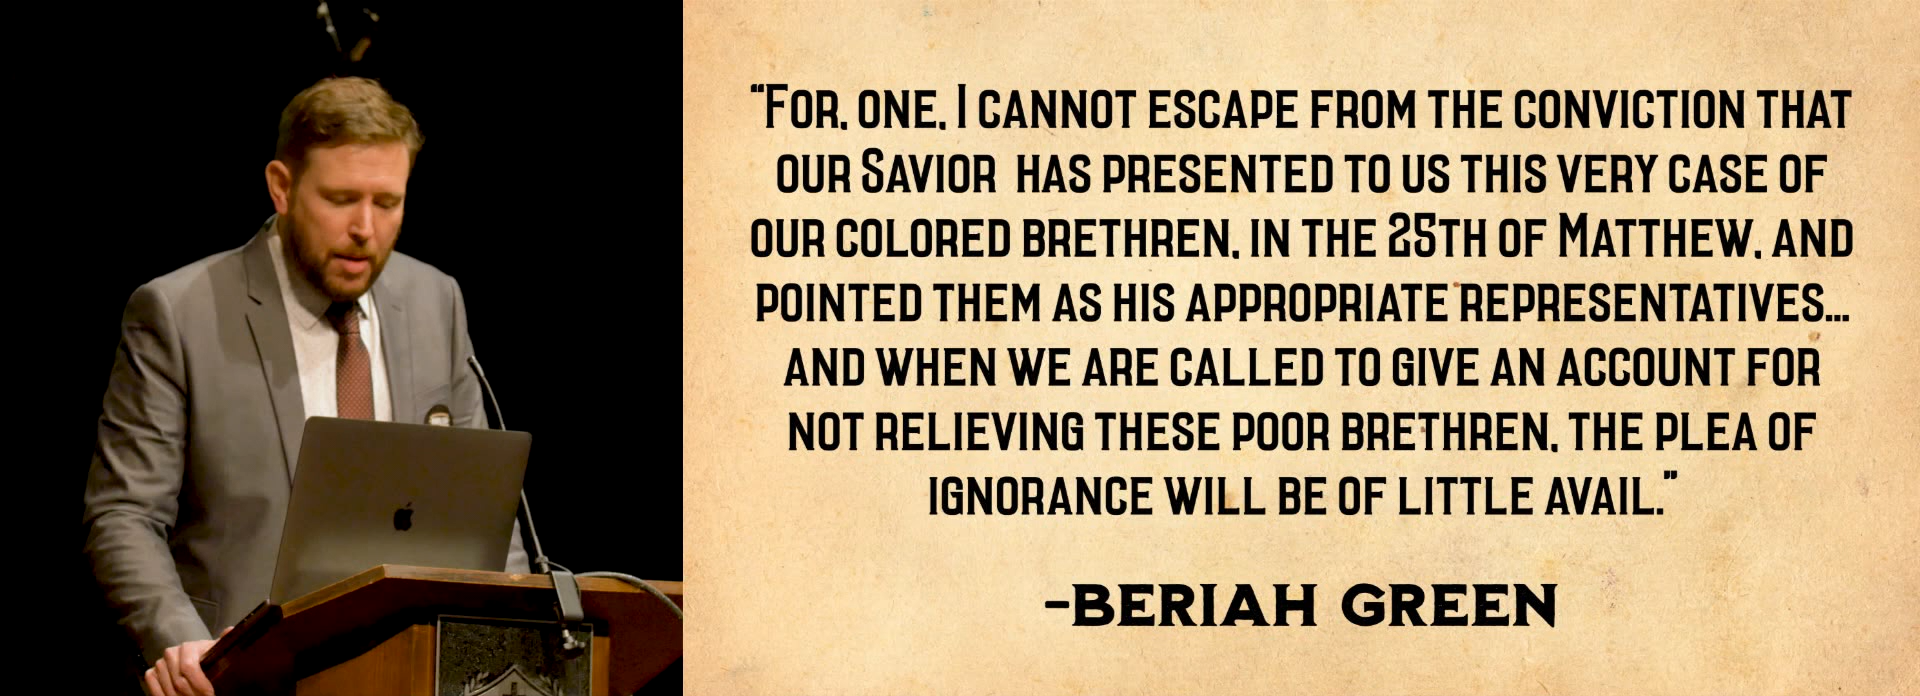 “For, one, I cannot escape from the conviction that
our Savior  has presented to us this very case of
our colored brethren, in the 25th of Matthew, and
pointed them as his appropriate representatives...
and when we are called to give an account for
not relieving these poor brethren, the plea of
ignorance will be of little avail.”
-BERIAH GREEN